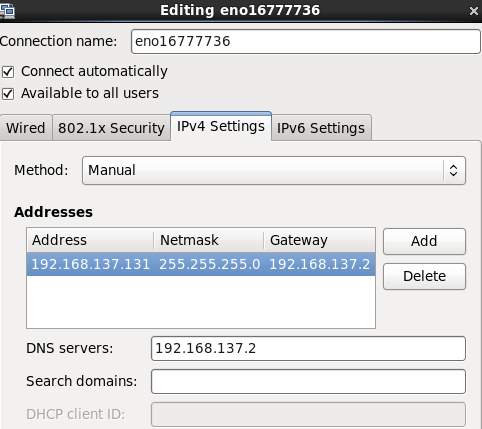 Editing eno16777736
Connection name: eno16777736
Connect automatically
Available to all users
Wired 802.1x Security IPv4 Settings IPv6 Settings
Method: Manual
Addresses
Address Netmask Gateway Add
192.168.137.131 255.255.255.0 192.168.137.2
Delete
DNS servers: 192.168.137.2
Search domains:
DHCP client ID: